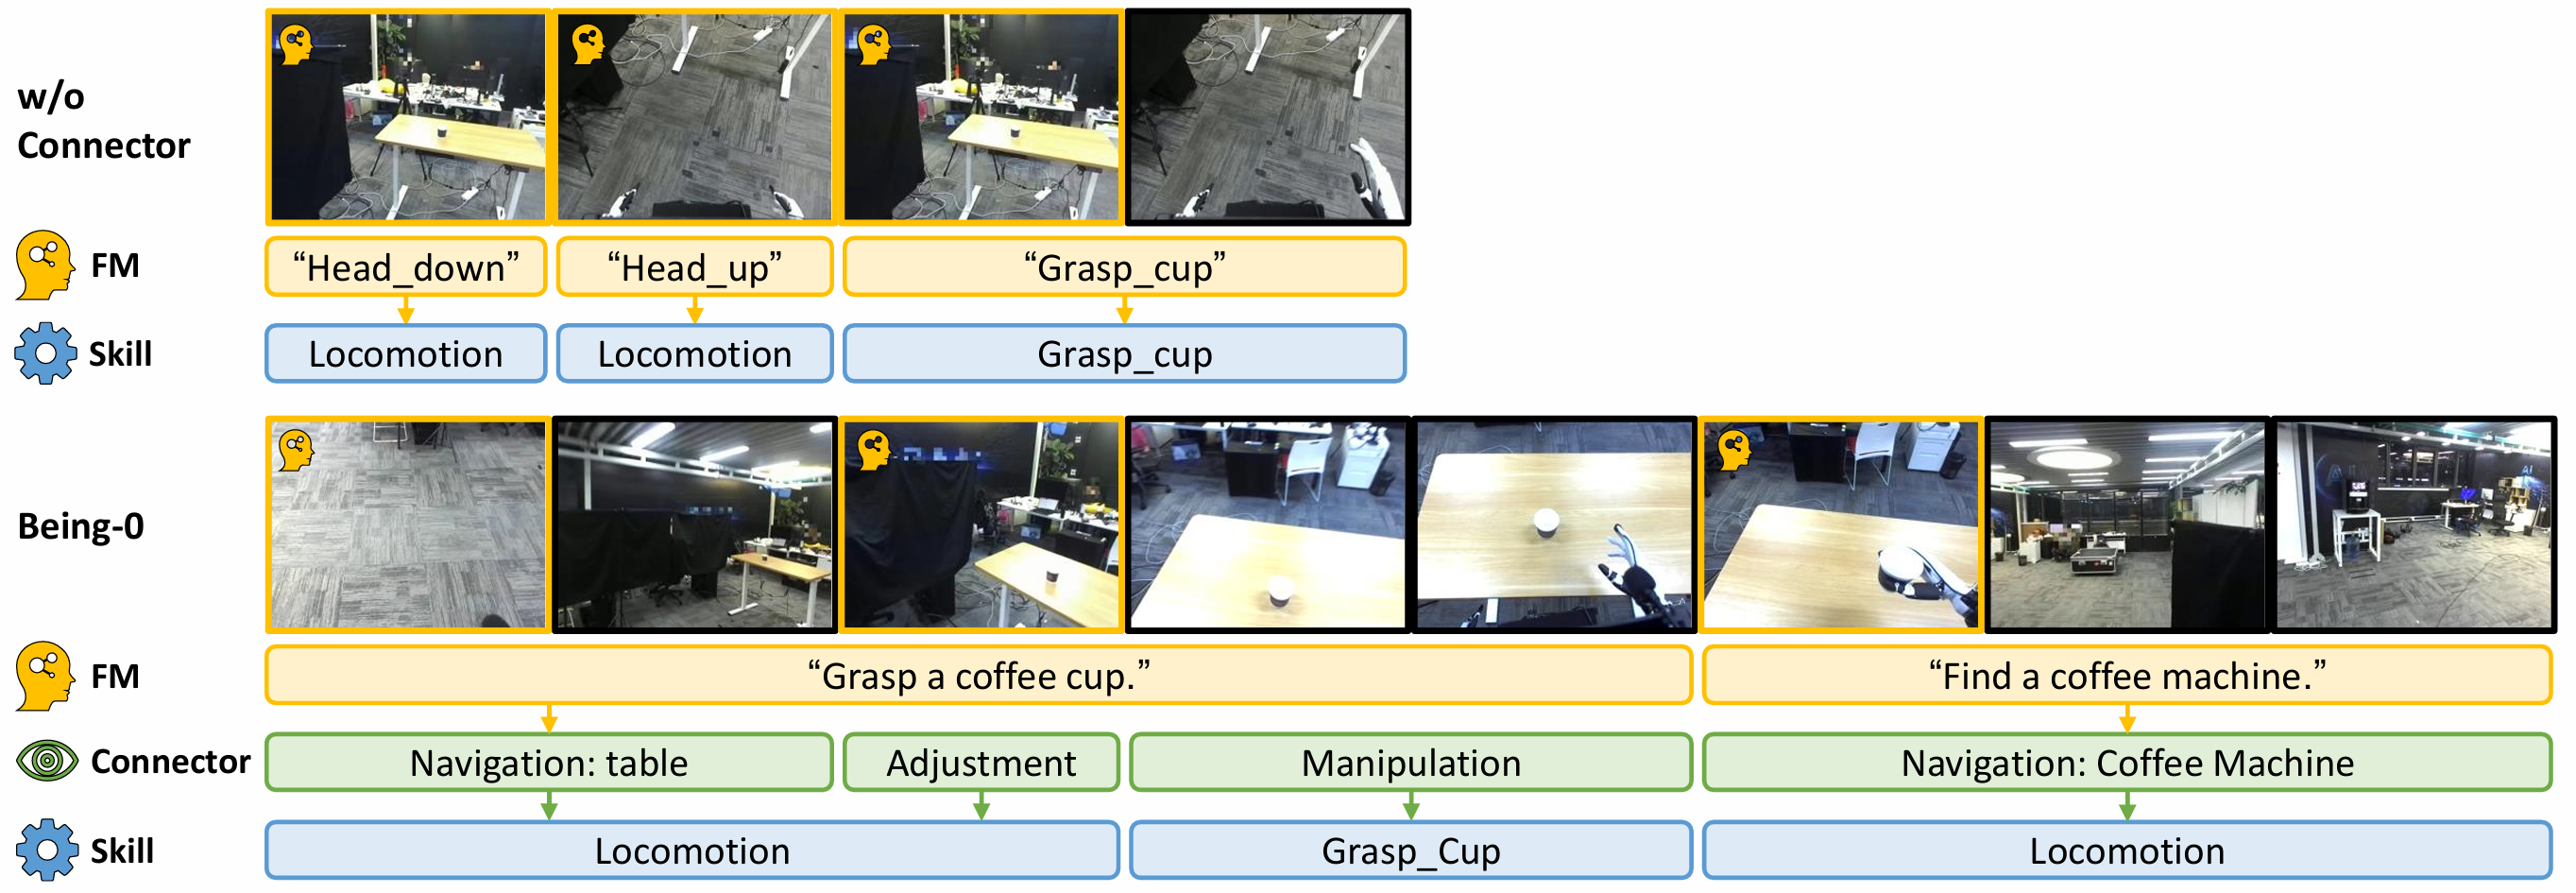 w/o
Connector
FM
“Head_down”
“Head_up”
“Grasp_cup”
Skill
Locomotion
Locomotion
Grasp_cup
Being-0
FM
“Grasp a coffee cup.”
“Find a coffee machine.”
Connector
Navigation: table
Adjustment
Manipulation
Navigation: Coffee Machine
Skill
Locomotion
Grasp_Cup
Locomotion